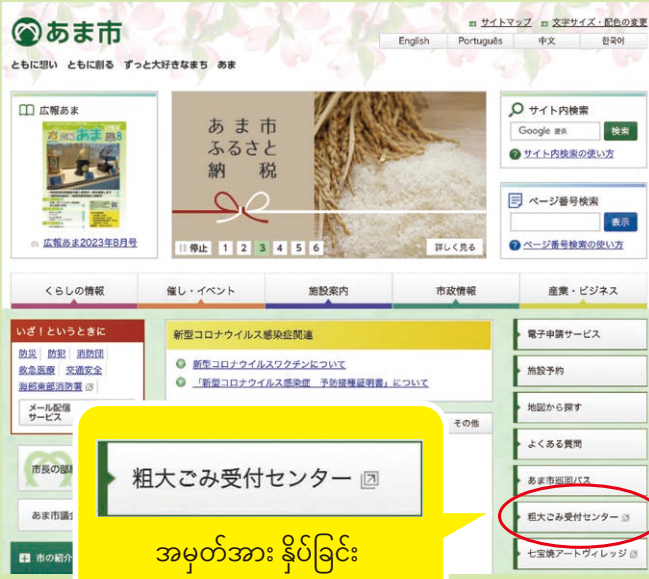 サイトマップ 文字サイズ・配色の変更
あま市
English Português 中文 한국어
ともに想い ともに創る ずっと大好きなまち あま
広報あま
広報あま2023年8月号
あま市
ふるさと
納税
停止 1 2 3 4 5 6
詳しく見る
サイト内検索
Google 提供 検索
サイト内検索の使い方
ページ番号検索
表示
ページ番号検索の使い方
くらしの情報 催し・イベント 施設案内 市政情報 産業・ビジネス
いざ!というときに
防災 防犯 消防団
救急医療 交通安全
海部東部消防署
メール配信
サービス
市長の部
あま市議
市の紹介
新型コロナウイルス感染症関連
新型コロナウイルスワクチンについて
「新型コロナウイルス感染症 予防接種証明書」について
その他
粗大ごみ受付センター
အမှတ်အား နှိပ်ခြင်း
電子申請サービス
施設予約
地図から探す
よくある質問
あま市巡回バス
粗大ごみ受付センター
七宝焼アートヴィレッジ